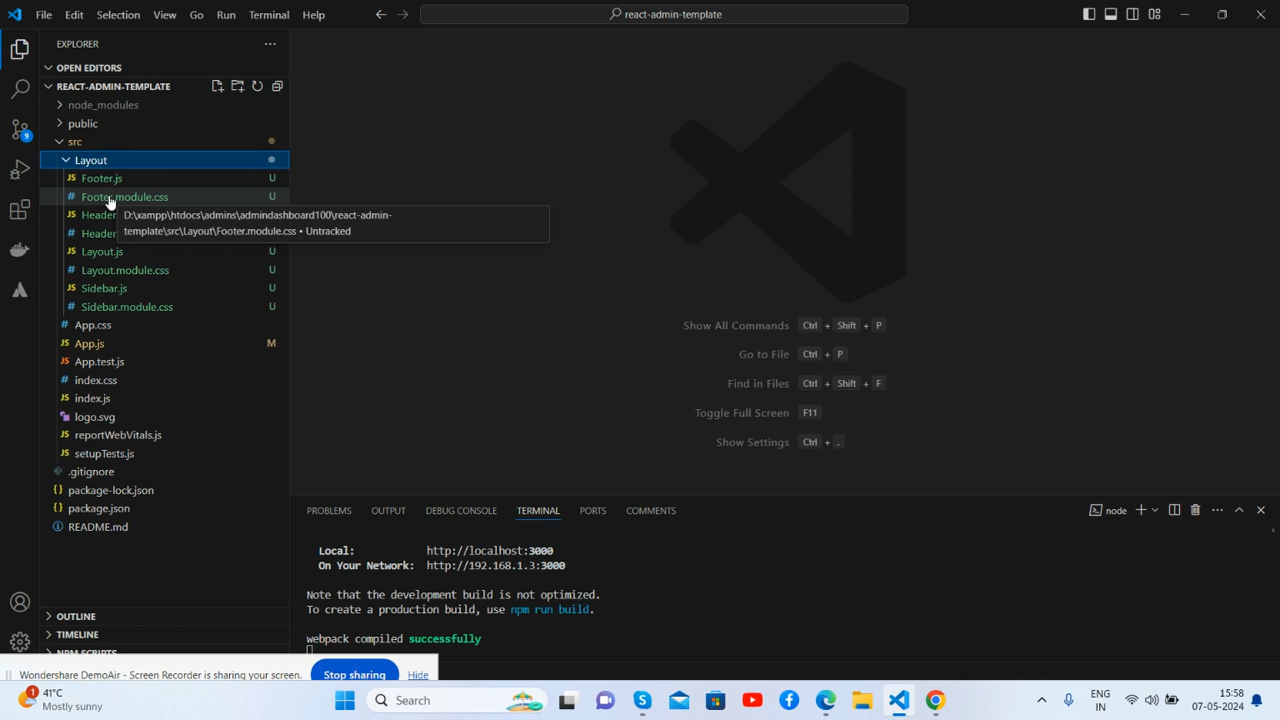 File Edit Selection View Go Run Terminal Help
react-admin-template
EXPLORER
OPEN EDITORS
REACT-ADMIN-TEMPLATE
node_modules
public
src
Layout
Footer.js U
Footer.module.css U
Header
D:\xampp\htdocs\admins\admindashboard100\react-admin-
template\src\Layout\Footer.module.css • Untracked
Header
Layout.js U
Layout.module.css U
Sidebar.js U
Sidebar.module.css U
App.css
App.js M
App.test.js
index.css
index.js
logo.svg
reportWebVitals.js
setupTests.js
.gitignore
package-lock.json
package.json
README.md
OUTLINE
TIMELINE
NPM SCRIPTS
9
Show All Commands Ctrl + Shift + P
Go to File Ctrl + P
Find in Files Ctrl + Shift + F
Toggle Full Screen F11
Show Settings Ctrl + ,
PROBLEMS OUTPUT DEBUG CONSOLE TERMINAL PORTS COMMENTS
node
Local: http://localhost:3000
On Your Network: http://192.168.1.3:3000
Note that the development build is not optimized.
To create a production build, use npm run build.
webpack compiled successfully
Wondershare DemoAir - Screen Recorder is sharing your screen. Stop sharing Hide
1
41°C
Mostly sunny
Search
ENG
IN
15:58
07-05-2024